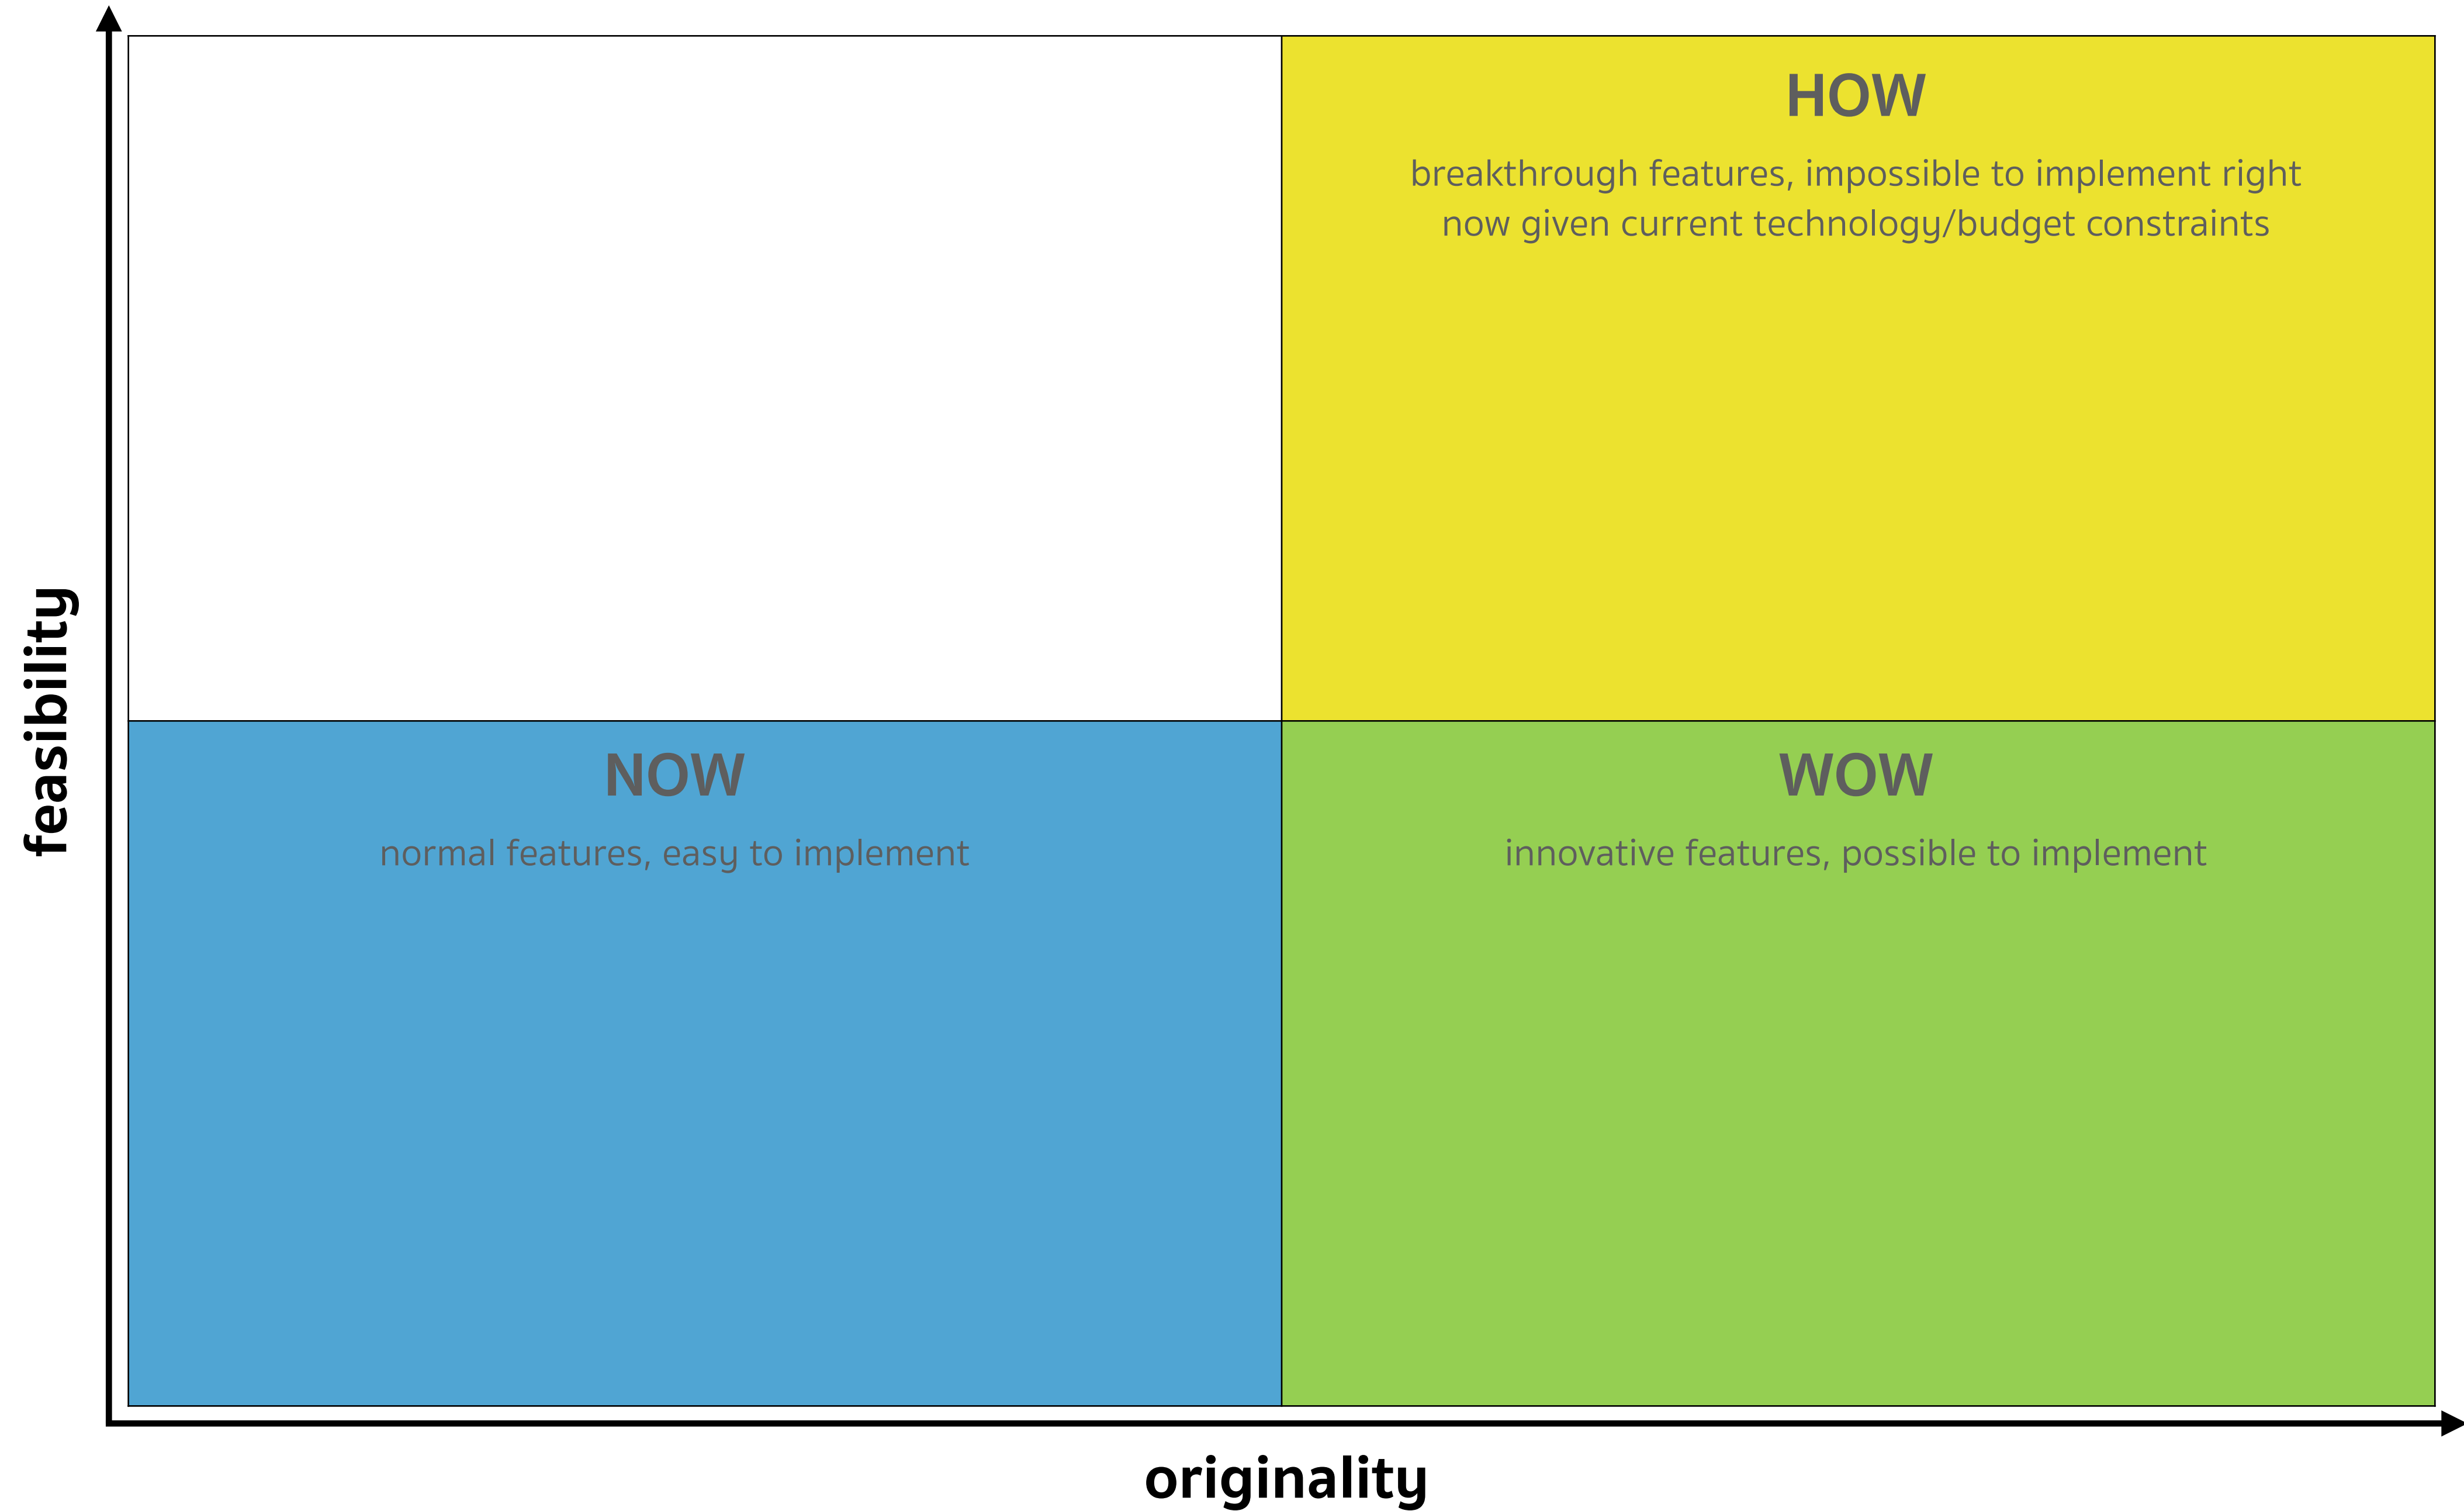 HOW
breakthrough features, impossible to implement right
now given current technology/budget constraints
feasibility
NOW
normal features, easy to implement
WOW
innovative features, possible to implement
originality